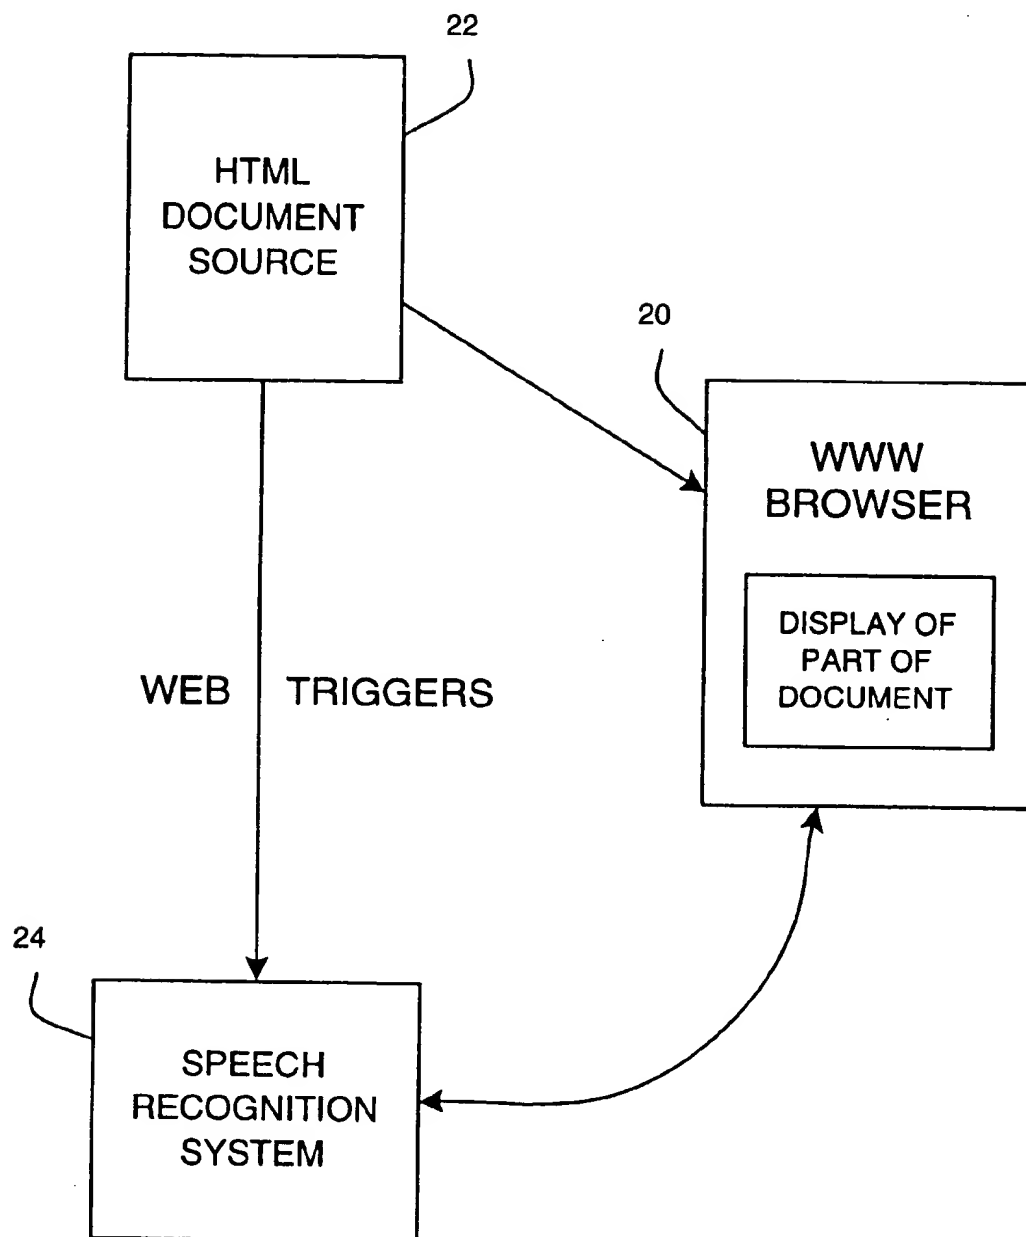 22
HTML
DOCUMENT
SOURCE
20
WWW
BROWSER
DISPLAY OF
PART OF
DOCUMENT
WEB TRIGGERS
24
SPEECH
RECOGNITION
SYSTEM